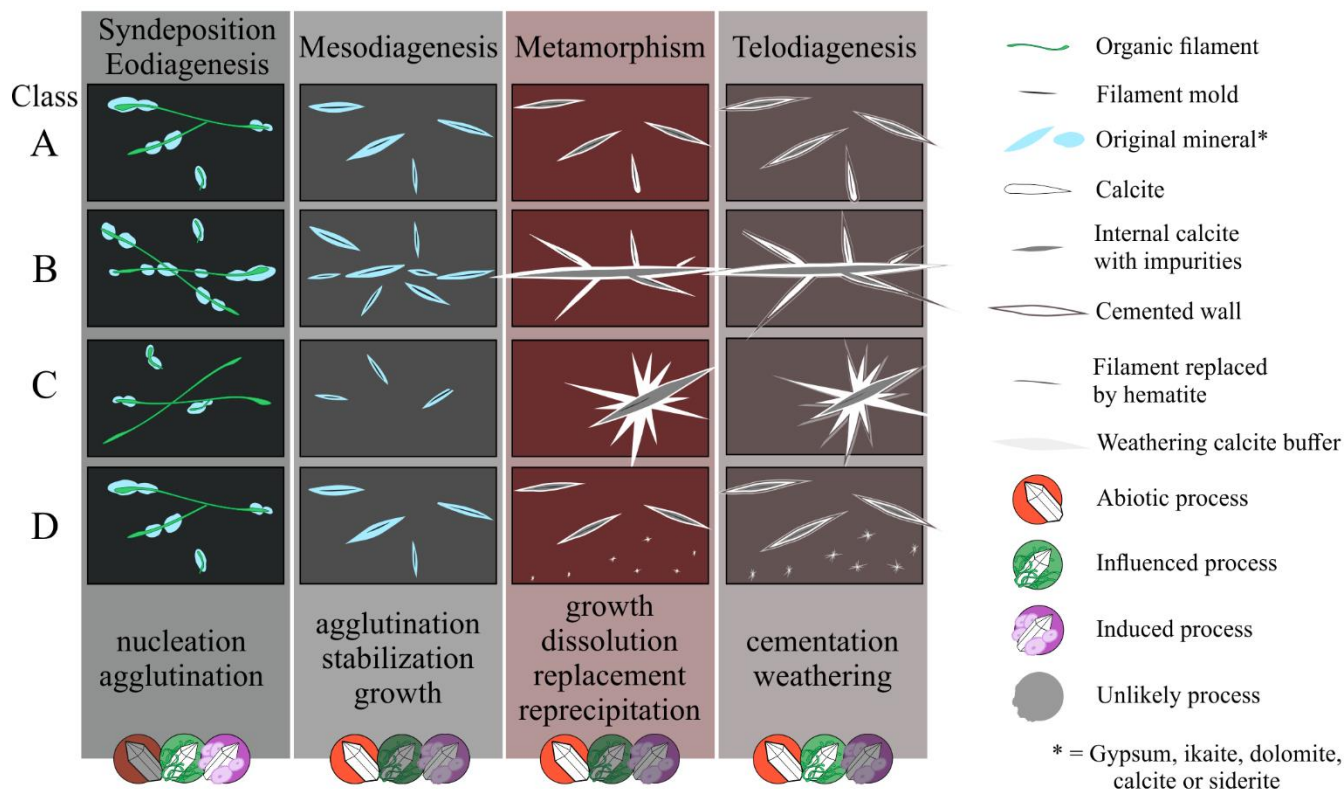 Syndeposition
Eodiagenesis
Mesodiagenesis
Metamorphism
Telodiagenesis
Class
A
B
C
D
nucleation
agglutination
agglutination
stabilization
growth
growth
dissolution
replacement
reprecipitation
cementation
weathering
Organic filament
Filament mold
Original mineral*
Calcite
Internal calcite
with impurities
Cemented wall
Filament replaced
by hematite
Weathering calcite buffer
Abiotic process
Influenced process
Induced process
Unlikely process
* = Gypsum, ikaite, dolomite,
calcite or siderite